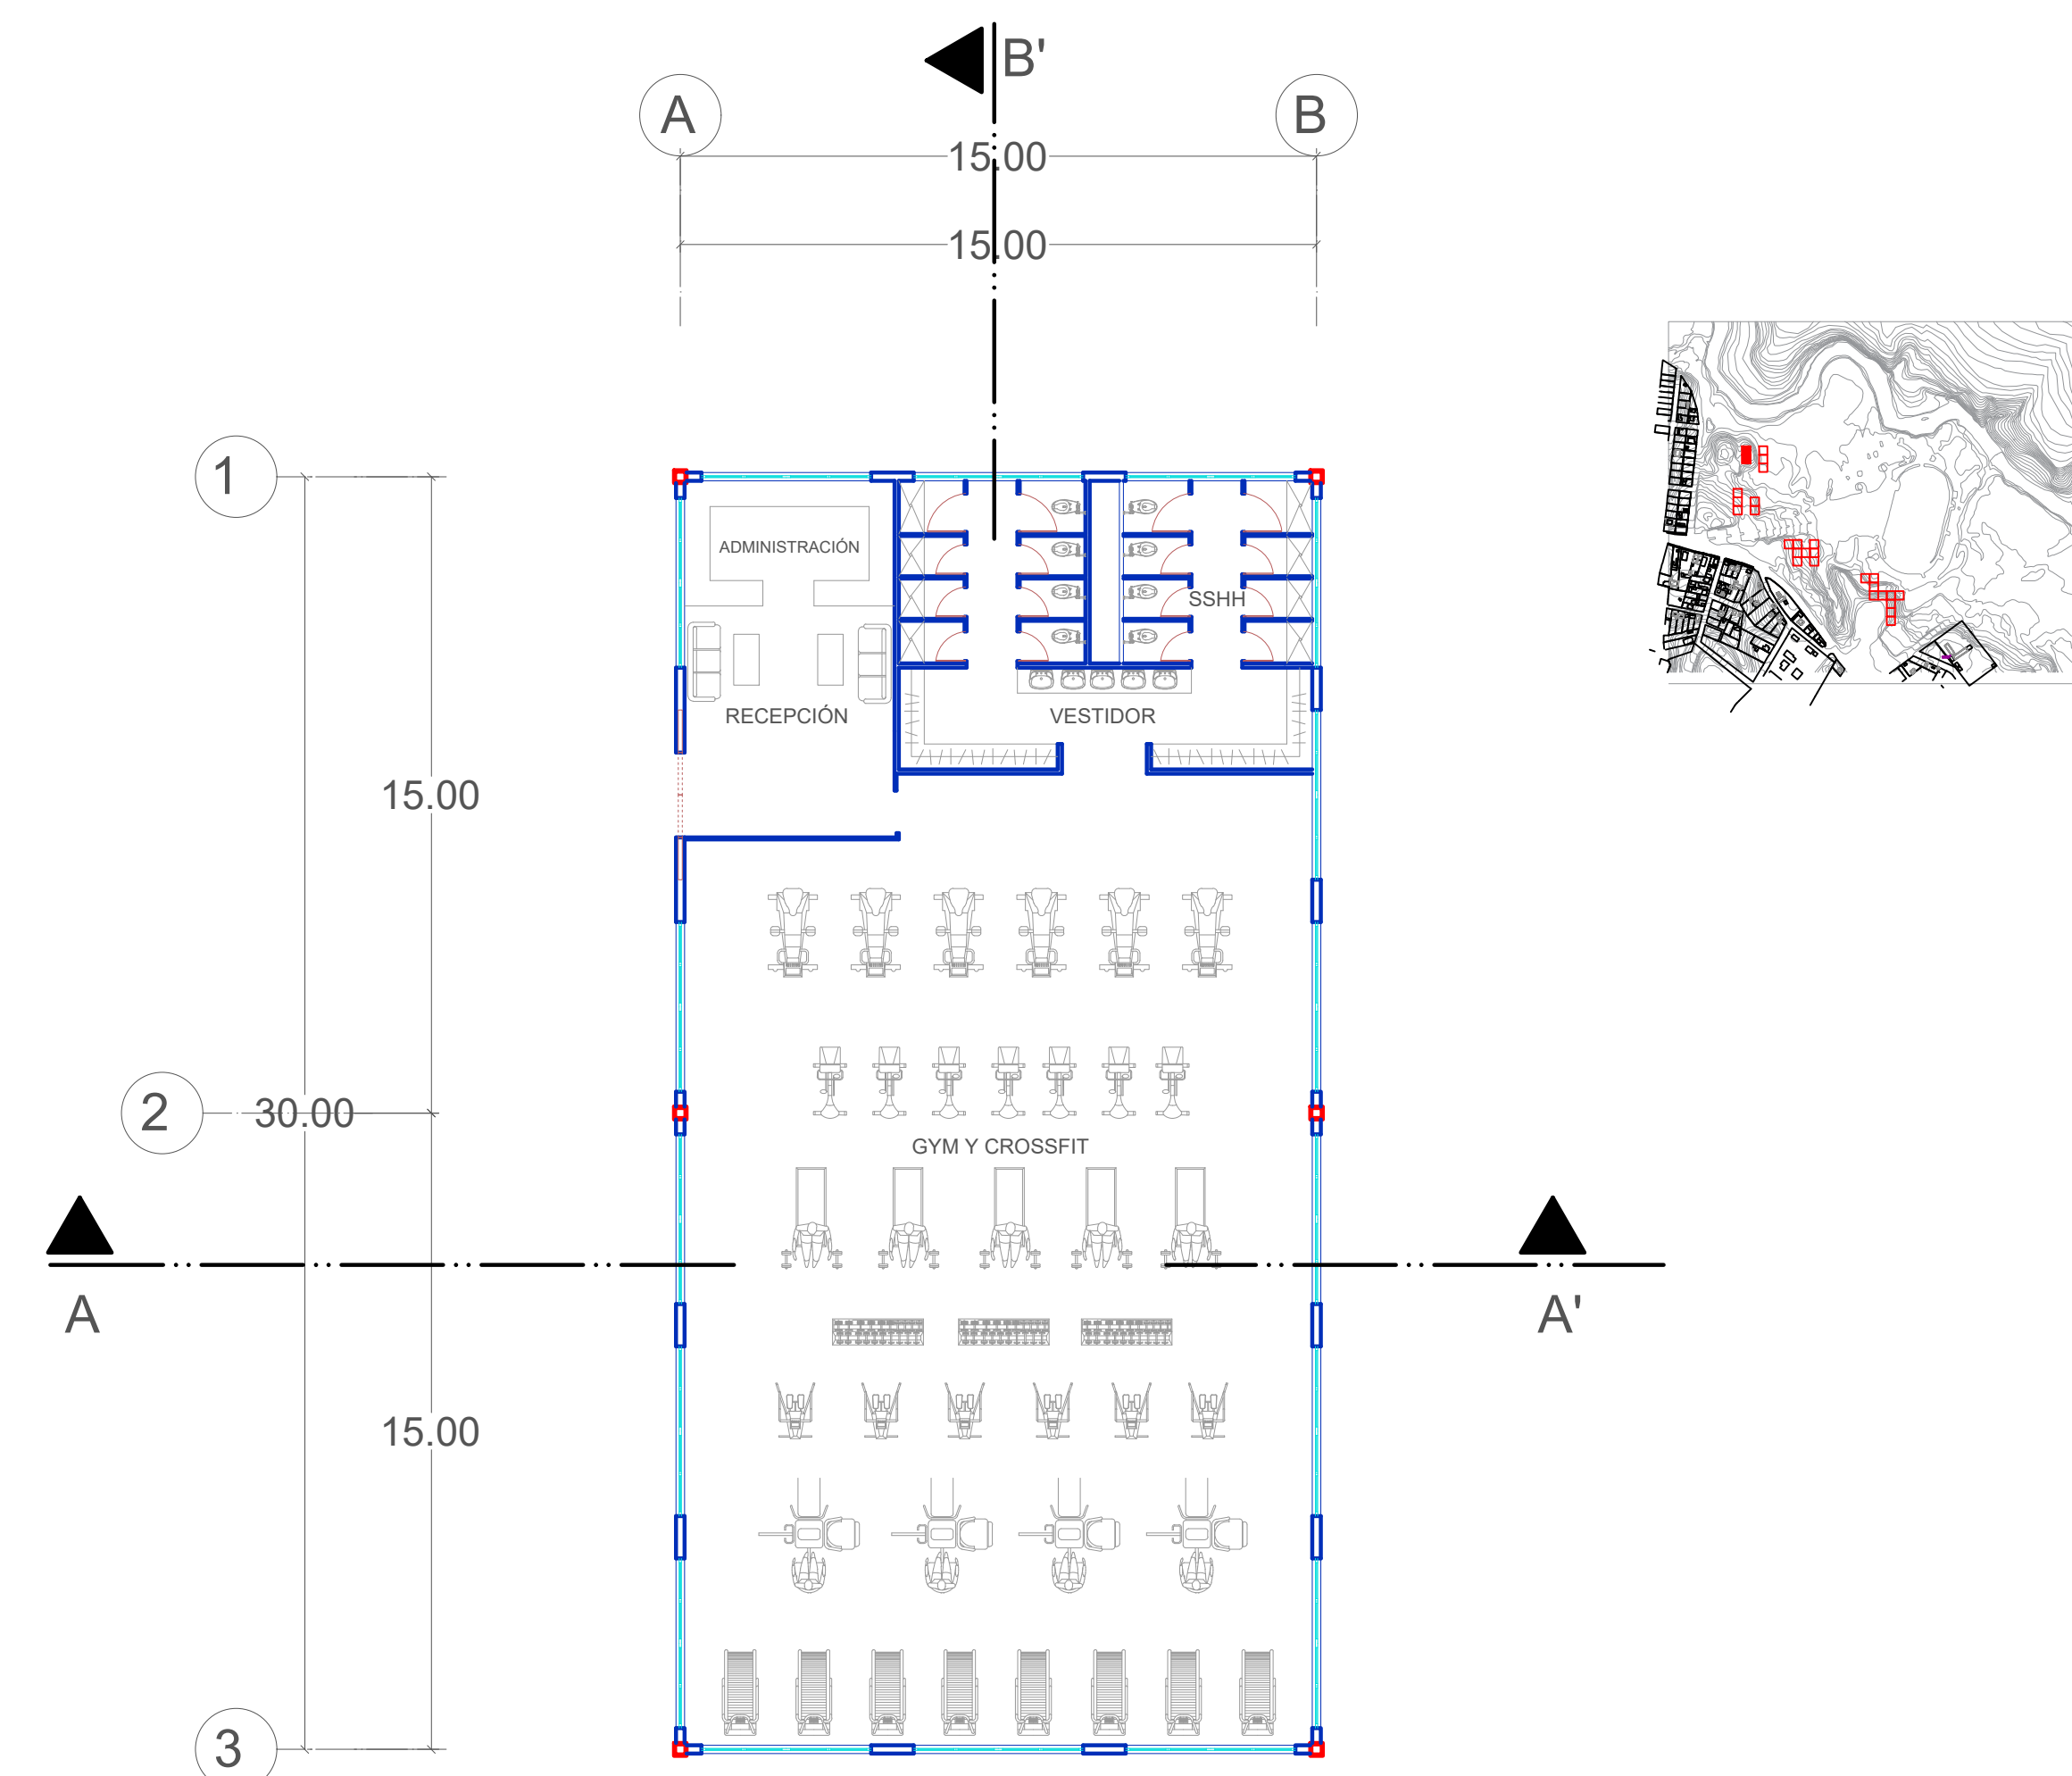 B'
A
B
15.00
15.00
1
ADMINISTRACIÓN
SSHH
RECEPCIÓN
VESTIDOR
15.00
2
30.00
GYM Y CROSSFIT
A
A'
15.00
3